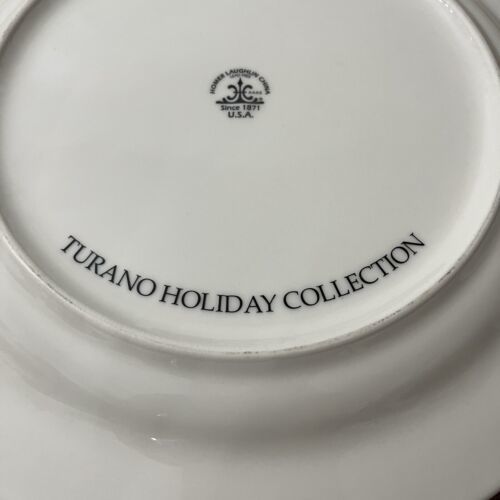 HOMER LAUGHLIN CHINA
Since 1871
U.S.A.
TURANO HOLIDAY COLLECTION